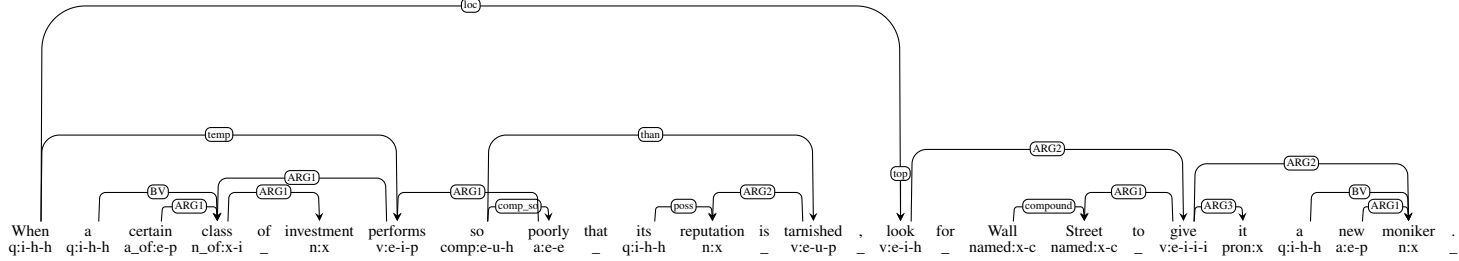 loc
temp
than
ARG2
top
ARG2
ARG1
BV
ARG1
ARG1
ARG2
ARG1
BV
ARG1
comp_so
poss
compound
ARG3
ARG1
When a certain class of investment performs so poorly that its reputation is tarnished , look for Wall Street to give it a new moniker .
q:i-h-h q:i-h-h a_of:e-p n_of:x-i _ n:x v:e-i-p comp:e-u-h a:e-e _ q:i-h-h n:x _ v:e-u-p _ v:e-i-h _ named:x-c named:x-c _ v:e-i-i-i pron:x q:i-h-h a:e-p n:x _